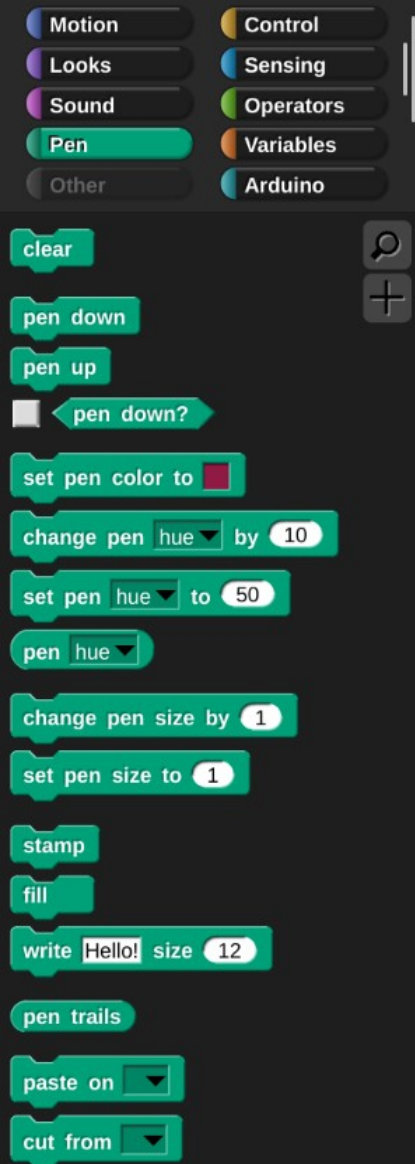 Motion Control
Looks Sensing
Sound Operators
Pen Variables
Other Arduino
clear
pen down
pen up
pen down?
set pen color to
change pen hue by 10
set pen hue to 50
pen hue
change pen size by 1
set pen size to 1
stamp
fill
write Hello! size 12
pen trails
paste on
cut from